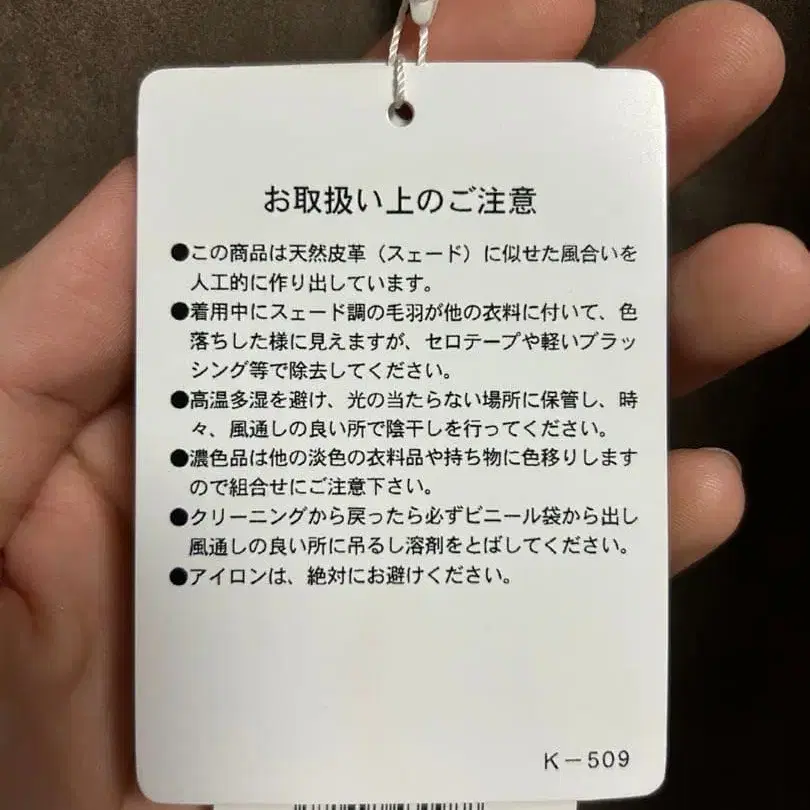 お取扱い上のご注意
●この商品は天然皮革（スェード）に似せた風合いを
人工的に作り出しています。
●着用中にスェード調の毛羽が他の衣料に付いて、色
落ちした様に見えますが、セロテープや軽いブラッ
シング等で除去してください。
●高温多湿を避け、光の当たらない場所に保管し、時
々、風通しの良い所で陰干しを行ってください。
●濃色品は他の淡色の衣料品や持ち物に色移りします
ので組合せにご注意下さい。
●クリーニングから戻ったら必ずビニール袋から出し
風通しの良い所に吊るし溶剤をとばしてください。
●アイロンは、絶対にお避けください。
K－509